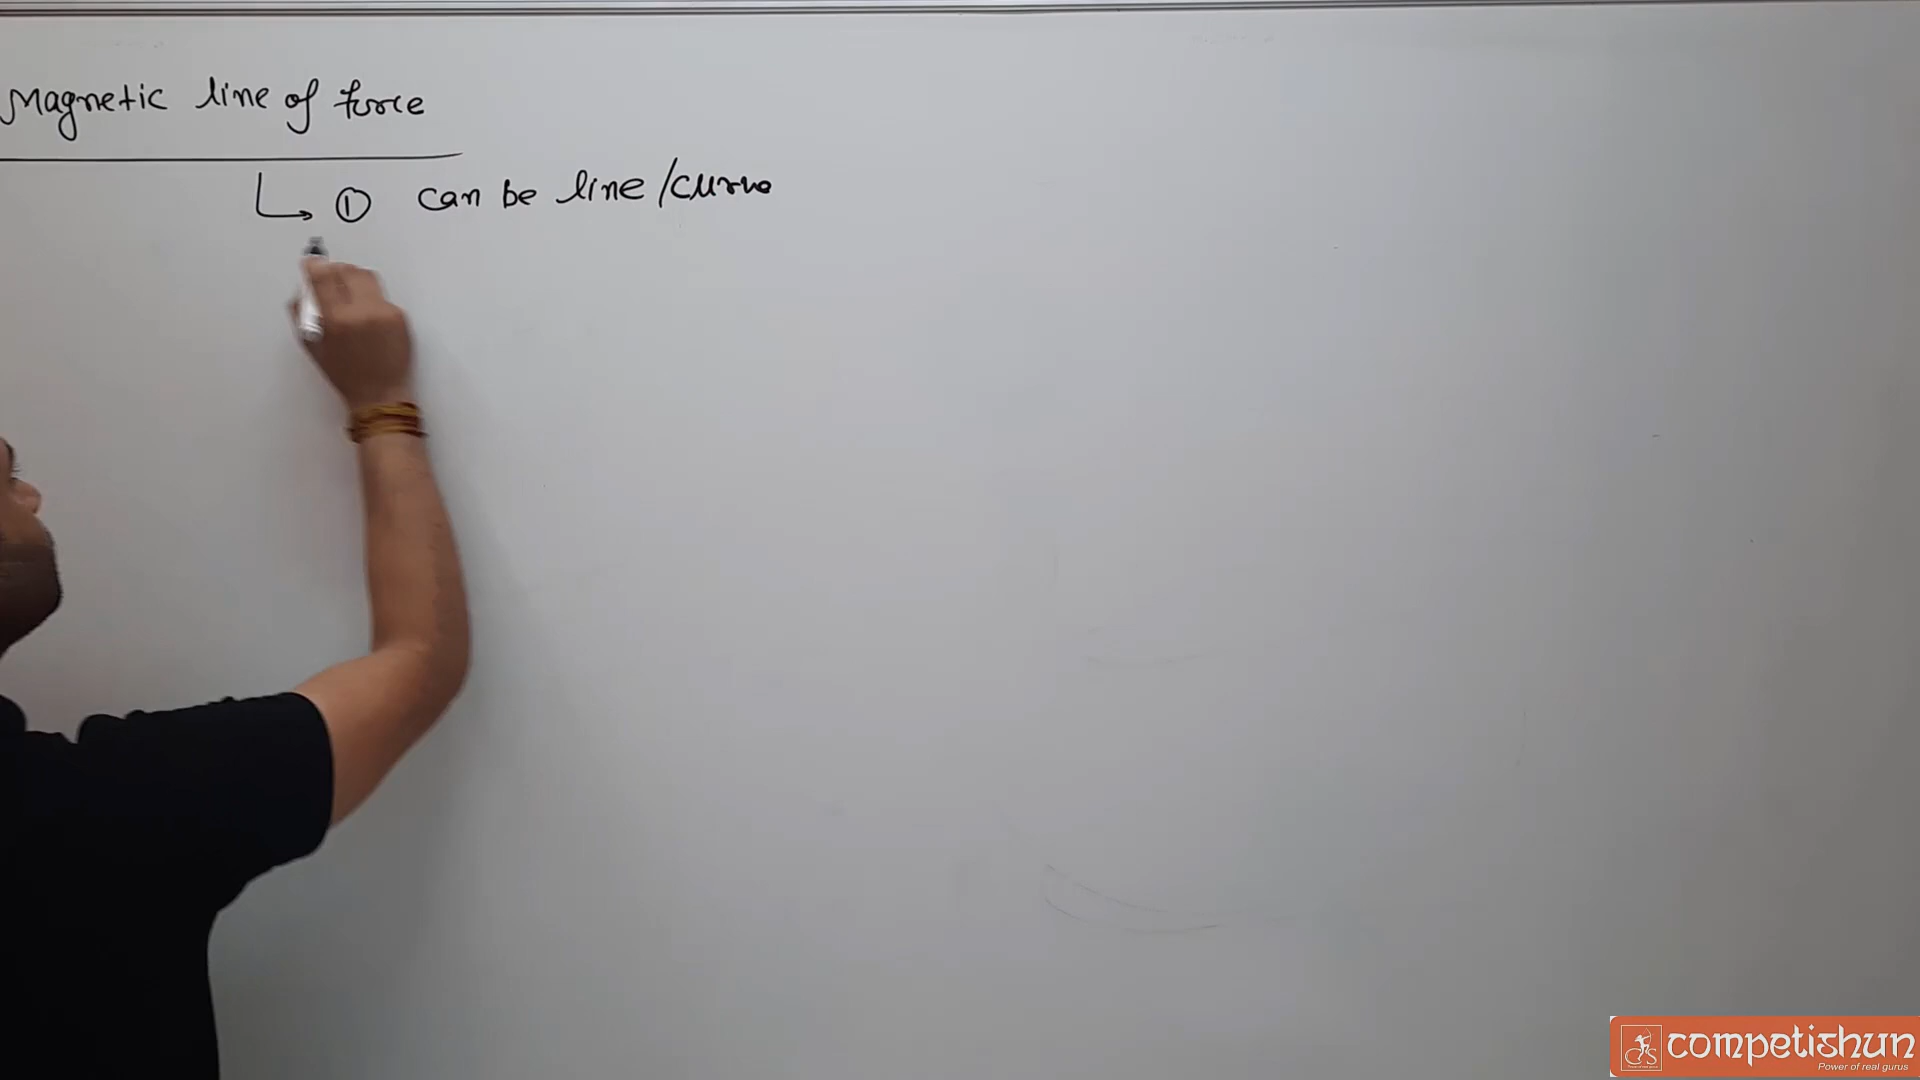 Magnetic line of force
① can be line/curve
competishun
Power of real gurus